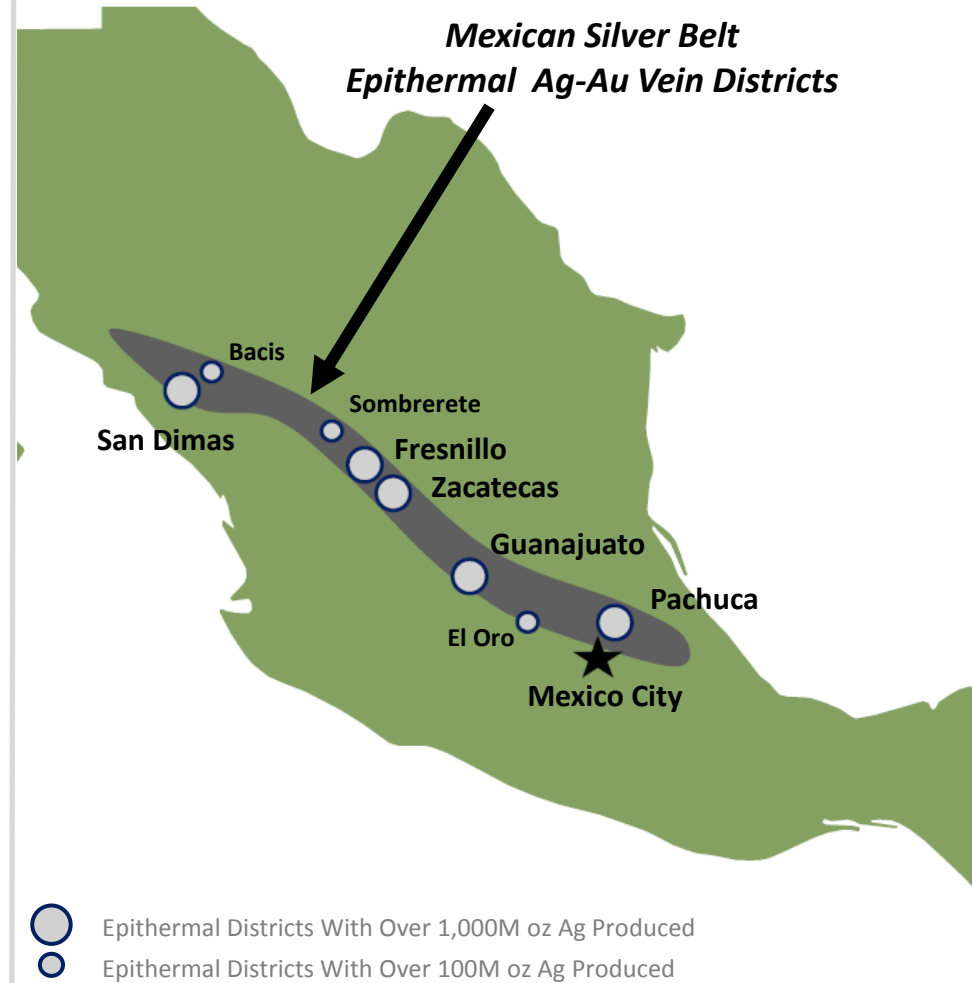 Mexican Silver Belt
Epithermal Ag-Au Vein Districts
Bacis
Sombrerete
San Dimas
Fresnillo
Zacatecas
Guanajuato
Pachuca
El Oro
Mexico City
Epithermal Districts With Over 1,000M oz Ag Produced
Epithermal Districts With Over 100M oz Ag Produced